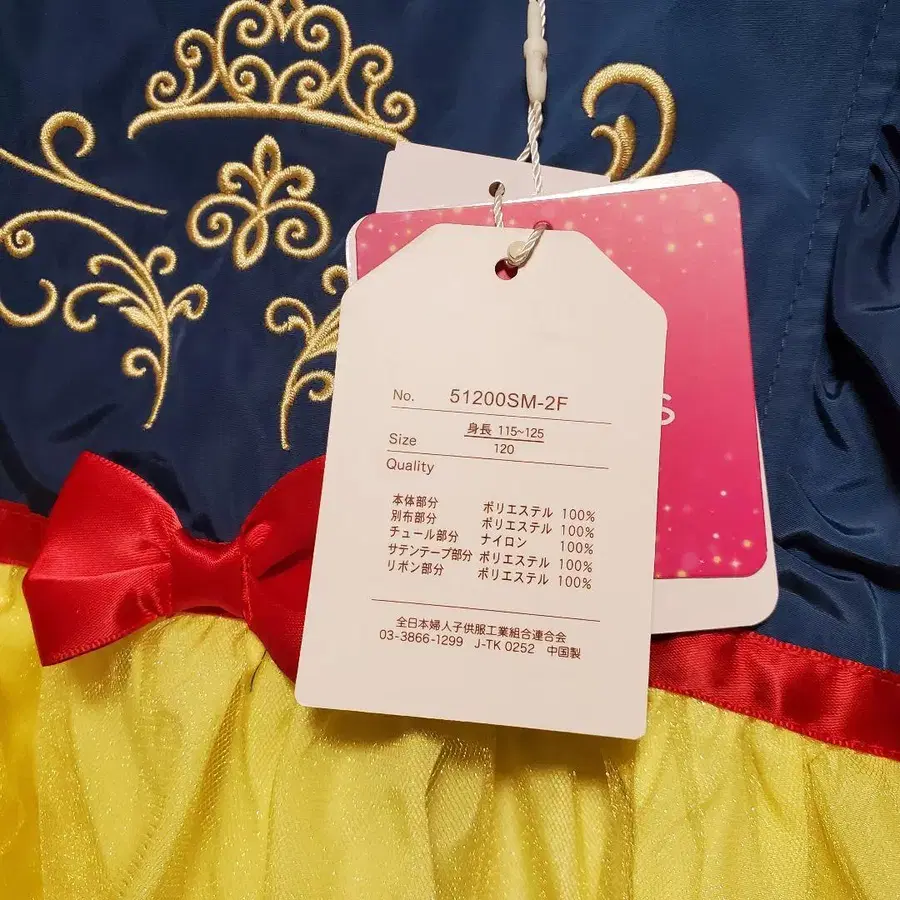 No. 51200SM-2F
Size 身長 115~125
120
Quality
本体部分 ポリエステル 100%
別布部分 ポリエステル 100%
チュール部分 ナイロン 100%
サテンテープ部分 ポリエステル 100%
リボン部分 ポリエステル 100%
全日本婦人子供服工業組合連合会
03-3866-1299 J-TK 0252 中国製
S